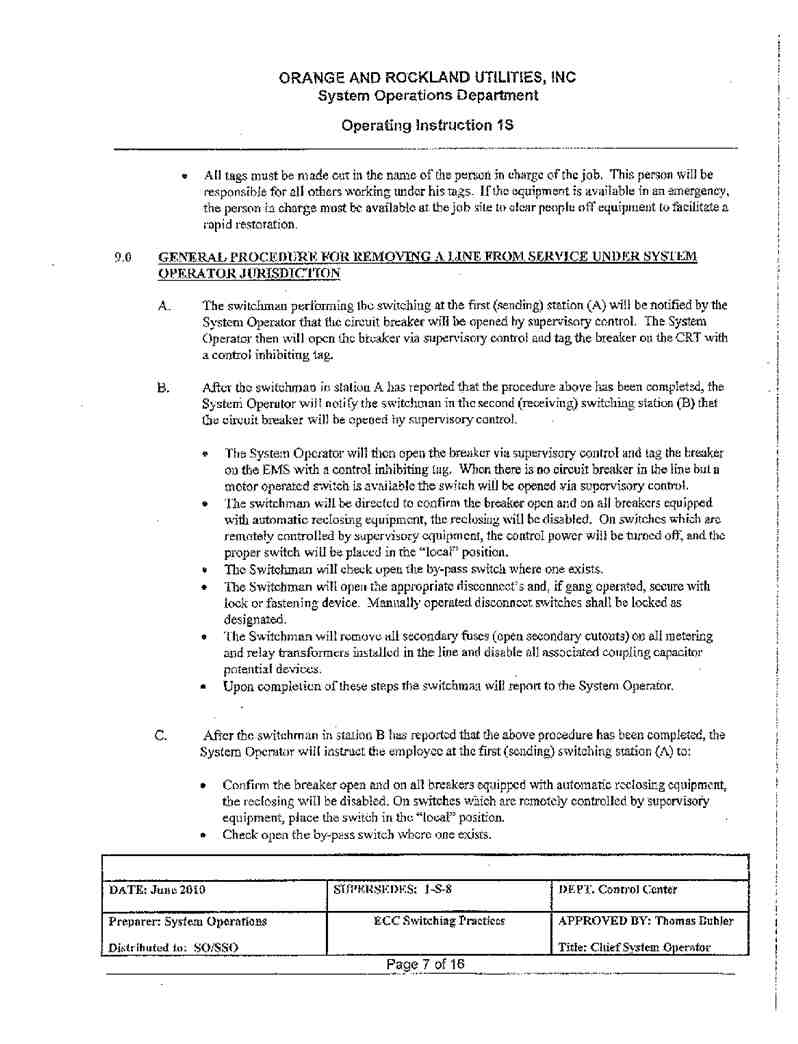 ORANGE AND ROCKLAND UTILITIES, INC
System Operations Department
Operating Instruction 1S
• All tags must be made out in the name of the person in charge of the job. This person will be
responsible for all others working under his tags. If the equipment is available in an emergency,
the person in charge must be available at the job site to clear people off equipment to facilitate a
rapid restoration.
9.0 GENERAL PROCEDURE FOR REMOVING A LINE FROM SERVICE UNDER SYSTEM
OPERATOR JURISDICTION
A. The switchman performing the switching at the first (sending) station (A) will be notified by the
System Operator that the circuit breaker will be opened by supervisory control. The System
Operator then will open the breaker via supervisory control and tag the breaker on the CRT with
a control inhibiting tag.
B. After the switchman in station A has reported that the procedure above has been completed, the
System Operator will notify the switchman in the second (receiving) switching station (B) that
the circuit breaker will be opened by supervisory control.
• The System Operator will then open the breaker via supervisory control and tag the breaker
on the EMS with a control inhibiting tag. When there is no circuit breaker in the line but a
motor operated switch is available the switch will be opened via supervisory control.
• The switchman will be directed to confirm the breaker open and on all breakers equipped
with automatic reclosing equipment, the reclosing will be disabled. On switches which are
remotely controlled by supervisory equipment, the control power will be turned off, and the
proper switch will be placed in the "local" position.
• The Switchman will check open the by-pass switch where one exists.
• The Switchman will open the appropriate disconnect's and, if gang operated, secure with
lock or fastening device. Manually operated disconnect switches shall be locked as
designated.
• The Switchman will remove all secondary fuses (open secondary cutouts) on all metering
and relay transformers installed in the line and disable all associated coupling capacitor
potential devices.
• Upon completion of these steps the switchman will report to the System Operator.
C. After the switchman in station B has reported that the above procedure has been completed, the
System Operator will instruct the employee at the first (sending) switching station (A) to:
• Confirm the breaker open and on all breakers equipped with automatic reclosing equipment,
the reclosing will be disabled. On switches which are remotely controlled by supervisory
equipment, place the switch in the "local" position.
• Check open the by-pass switch where one exists.
DATE: June 2010 SUPERSEDES: 1-S-8 DEPT. Control Center
Preparer: System Operations ECC Switching Practices APPROVED BY: Thomas Buhler
Distributed to: SO/SSO Title: Chief System Operator
Page 7 of 16